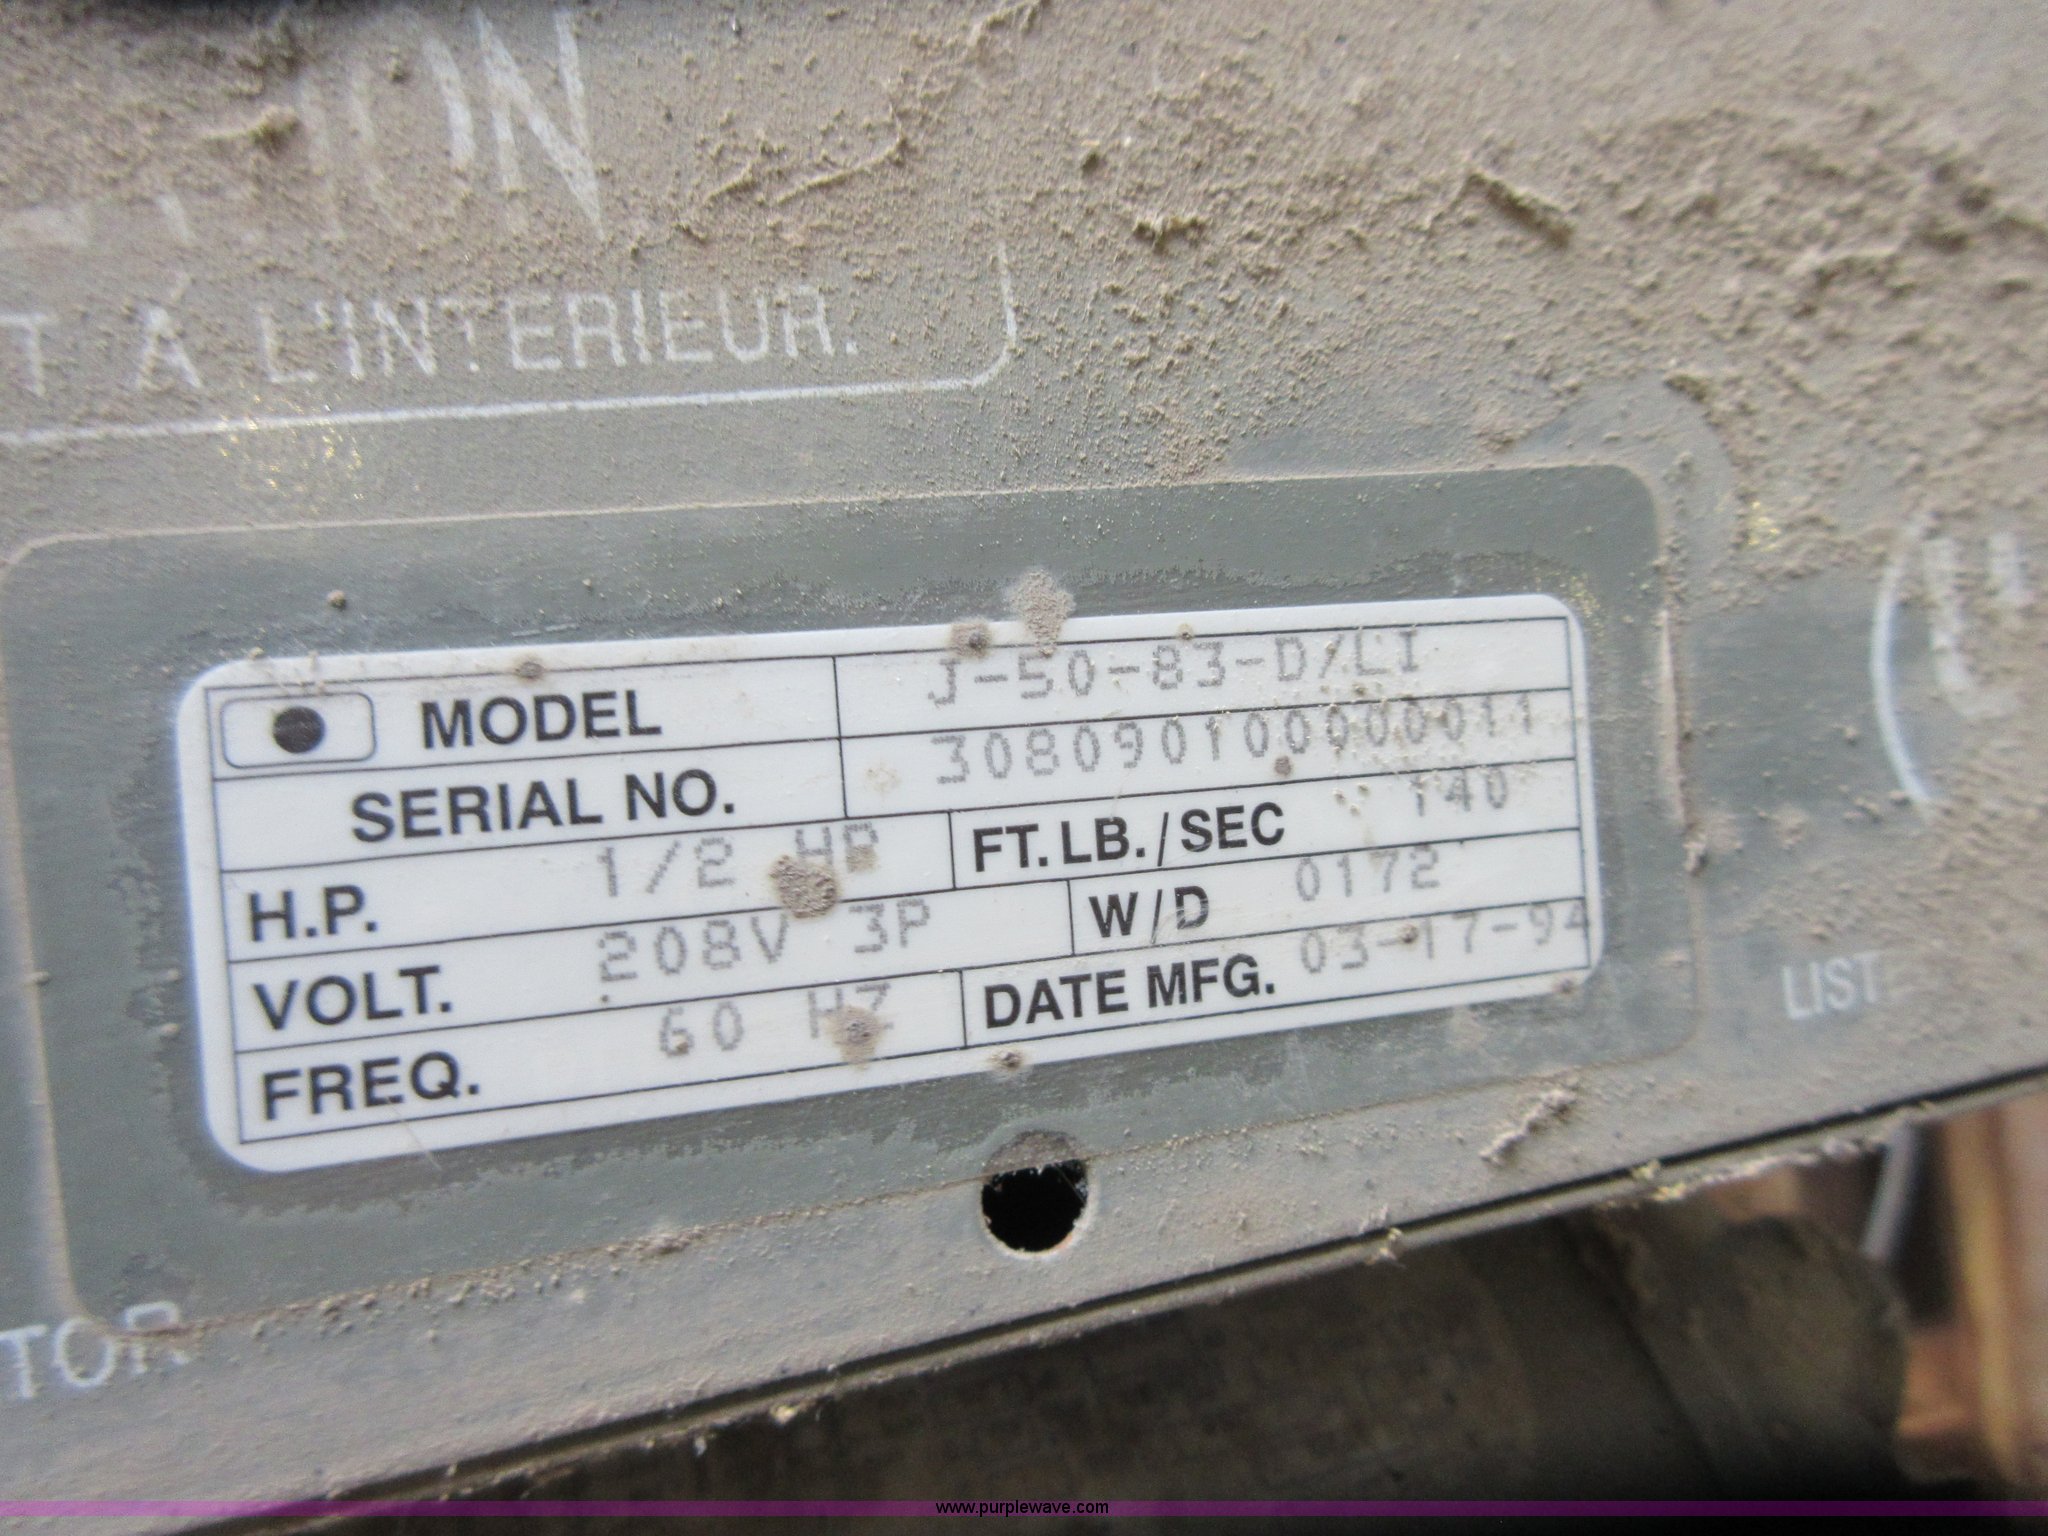 T À L'INTERIEUR.
MODEL J-50-83-D/LI
SERIAL NO. 3080901000000011
H.P. 1/2 HP FT. LB. / SEC 140
VOLT. 208V 3P W/D 0172
FREQ. 60 HZ DATE MFG. 03-17-94
LIST
TOR
www.purplewave.com